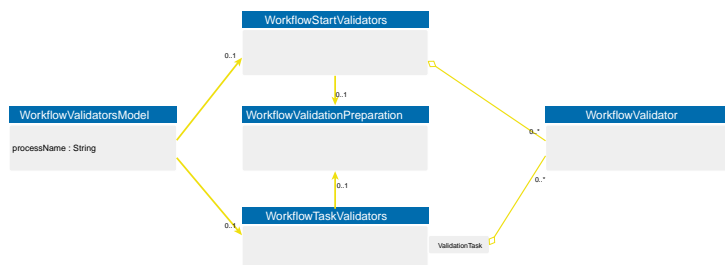 WorkflowStartValidators
0..1
0..1
WorkflowValidatorsModel
WorkflowValidationPreparation
WorkflowValidator
processName : String
0..*
0..1
0..*
WorkflowTaskValidators
0..1
ValidationTask